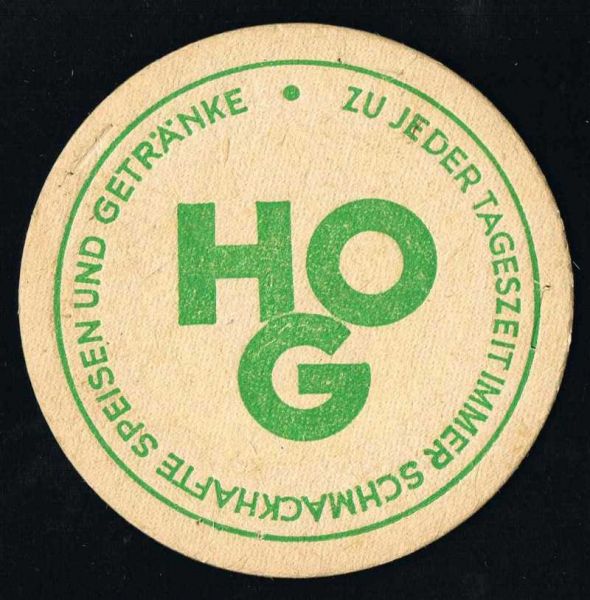 ZU JEDER TAGESZEIT IMMER SCHMACKHAFTE SPEISEN UND GETRÄNKE •
HO
G